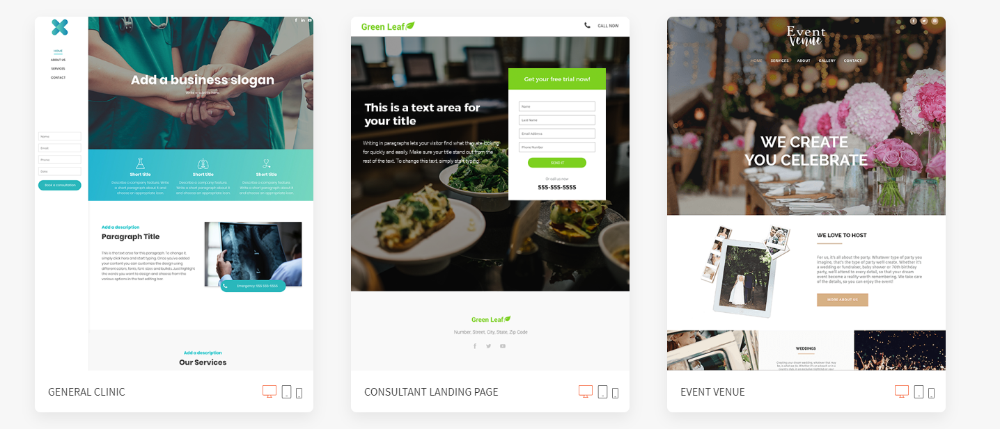 HOME
ABOUT US
SERVICES
CONTACT
Name
Email
Phone
Date
Book a consultation
f in
Add a business slogan
Write a subtitle here
Short title
Describe a company feature. Write
a short paragraph about it and
choose an appropriate icon.
Short title
Describe a company feature.
Write a short paragraph about it
and choose an appropriate icon.
Short title
Describe a company feature.
Write a short paragraph about it
and choose an appropriate icon.
Add a description
Paragraph Title
This is the text area for this paragraph. To change it,
simply click here and start typing. Once you've added
your content you can customize the design using
different colors, fonts, font sizes and bullets. Just highlight
the words you want to design and choose from the
various options in the text editing bar.
Emergency: 555 555-5555
Add a description
Our Services
GENERAL CLINIC
Green Leaf
CALL NOW
This is a text area for
your title
Writing in paragraphs lets your visitor find what they are looking
for quickly and easily. Make sure your title stand out from the
rest of the text. To change this text, simply start typing.
Get your free trial now!
Name
Last Name
Email Address
Phone Number
SEND IT
Or call us now
555-555-5555
Green Leaf
Number, Street, City, State, Zip Code
f
CONSULTANT LANDING PAGE
f
Event
Venue
HOME SERVICES ABOUT GALLERY CONTACT
WE CREATE
YOU CELEBRATE
WE LOVE TO HOST
For us, it's all about the party. Whatever type of party you
imagine, that's the type of party we'll create. Whether it's
a wedding or fundraiser, baby shower or 70th birthday
party, we'll attend to every detail, so that your dream
event become a reality worth remembering. We take care
of the details, so you can enjoy the event!
MORE ABOUT US
WEDDINGS
Creating your dream wedding, whatever that may
be, is what we do. Whether it's on a beach or in a
EVENT VENUE